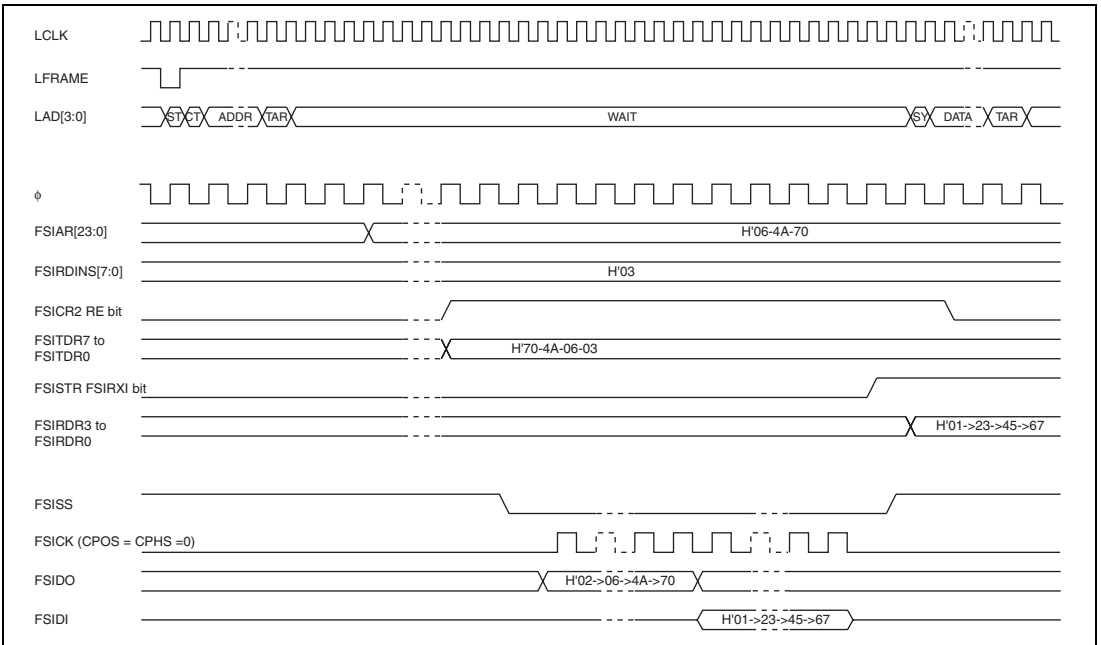 LCLK
LFRAME
LAD[3:0] ST CT ADDR TAR WAIT SY DATA TAR
φ
FSIAR[23:0] H'06-4A-70
FSIRDINS[7:0] H'03
FSICR2 RE bit
FSITDR7 to
FSITDR0
H'70-4A-06-03
FSISTR FSIRXI bit
FSIRDR3 to
FSIRDR0
H'01->23->45->67
FSISS
FSICK (CPOS = CPHS =0)
FSIDO H'02->06->4A->70
FSIDI H'01->23->45->67